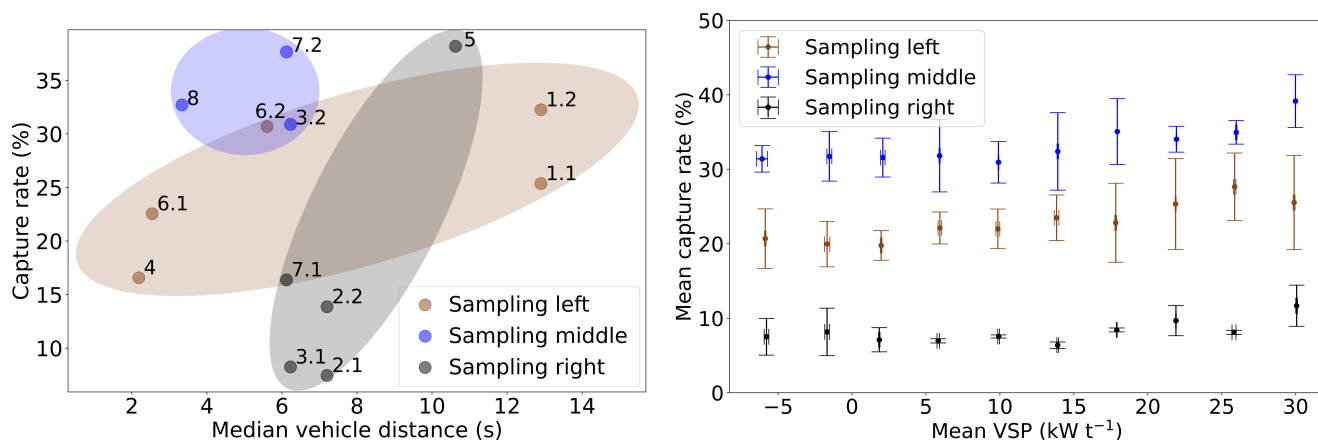 35
30
25
20
15
10
Capture rate (%)
7.2
5
8
6.2
3.2
1.2
1.1
6.1
4
7.1
2.2
3.1
2.1
Sampling left
Sampling middle
Sampling right
2 4 6 8 10 12 14
Median vehicle distance (s)
50
40
30
20
10
0
Mean capture rate (%)
Sampling left
Sampling middle
Sampling right
−5 0 5 10 15 20 25 30
Mean VSP (kW t⁻¹)